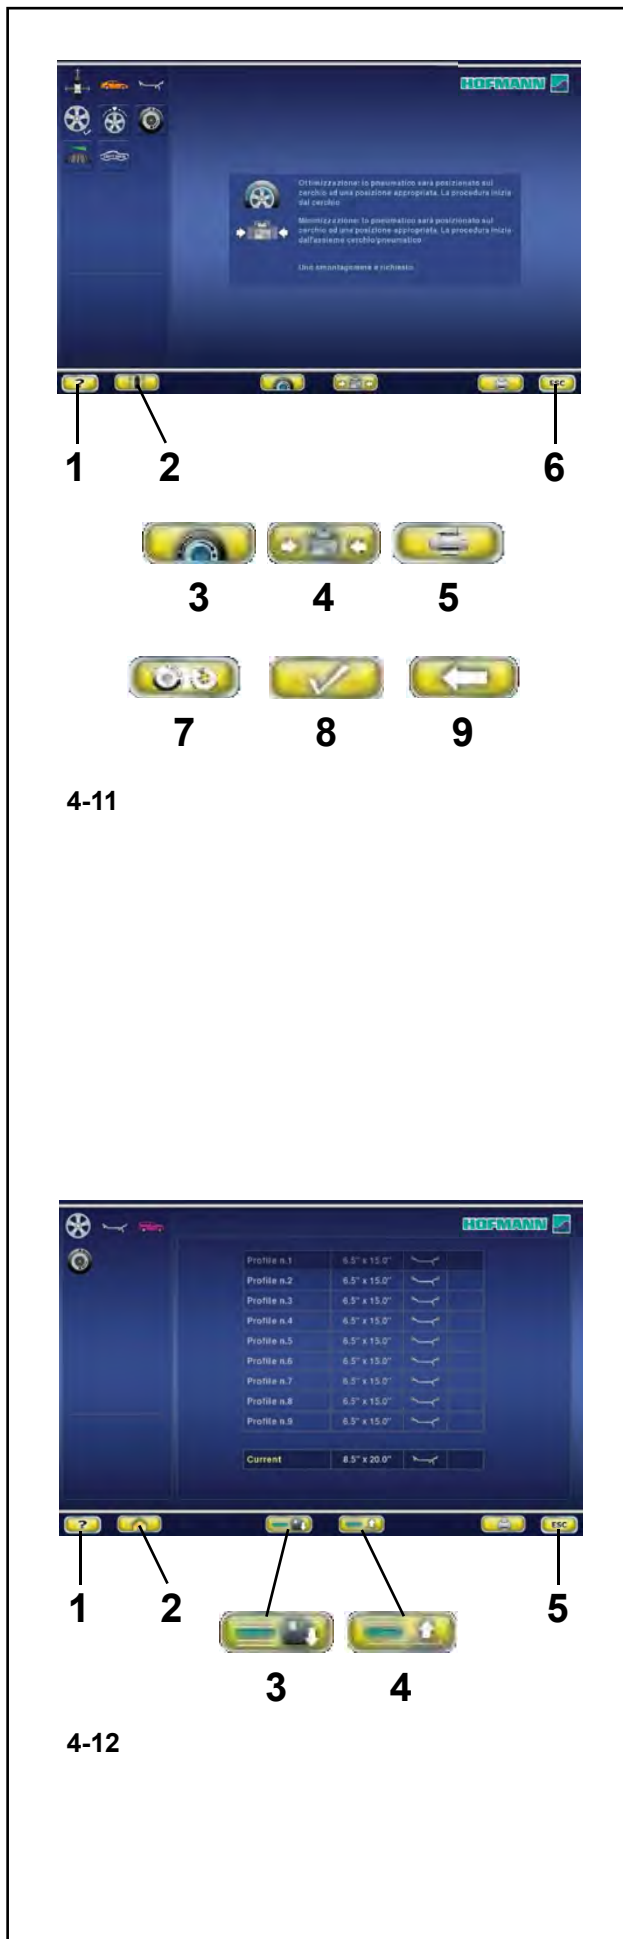 HOFMANN
Ottimizzazione: lo pneumatico sarà posizionato sul
cerchio ad una posizione appropriata. La procedura inizia
dal cerchio
Minimizzazione: lo pneumatico sarà posizionato sul
cerchio ad una posizione appropriata. La procedura inizia
dall'assieme cerchio/pneumatico
Uno smontagomme è richiesto
? ESC
1 2 6
3 4 5
7 8 9
4-11
HOFMANN
Profile n.1 6.5" x 15.0"
Profile n.2 6.5" x 15.0"
Profile n.3 6.5" x 15.0"
Profile n.4 6.5" x 15.0"
Profile n.5 6.5" x 15.0"
Profile n.6 6.5" x 15.0"
Profile n.7 6.5" x 15.0"
Profile n.8 6.5" x 15.0"
Profile n.9 6.5" x 15.0"
Current 8.5" x 20.0"
? ESC
1 2 5
3 4
4-12